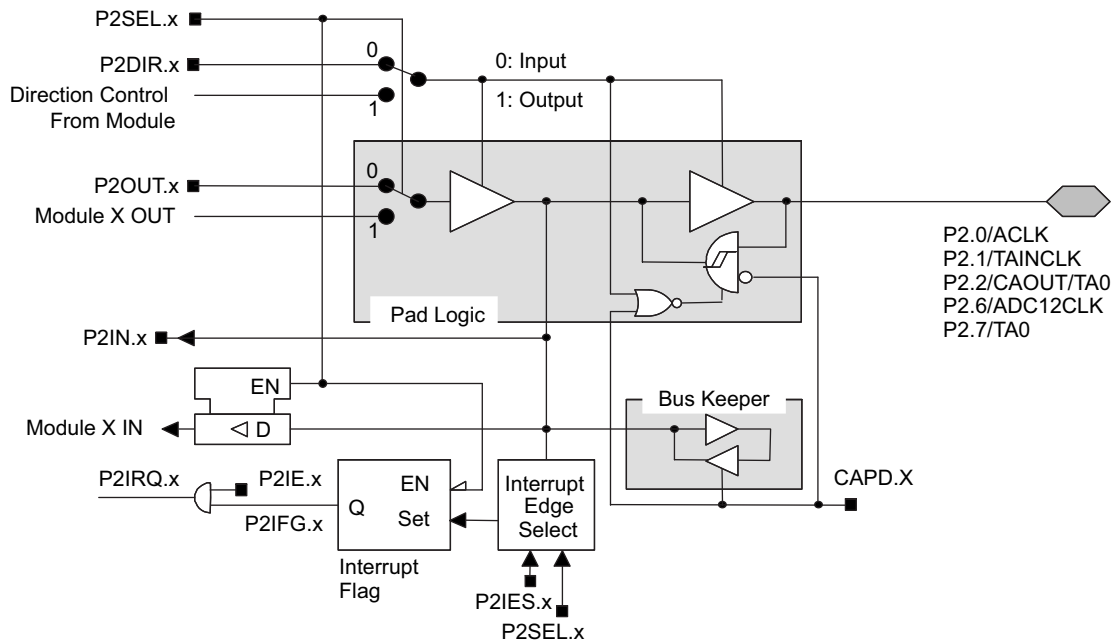 P2SEL.x
0
P2DIR.x
0: Input
Direction Control
From Module
1
1: Output
0
P2OUT.x
Module X OUT
1
P2.0/ACLK
P2.1/TAINCLK
P2.2/CAOUT/TA0
P2.6/ADC12CLK
P2.7/TA0
Pad Logic
P2IN.x
EN
Bus Keeper
Module X IN
D
CAPD.X
P2IRQ.x
P2IE.x
P2IFG.x
Q
EN
Set
Interrupt
Edge
Select
Interrupt
Flag
P2IES.x
P2SEL.x